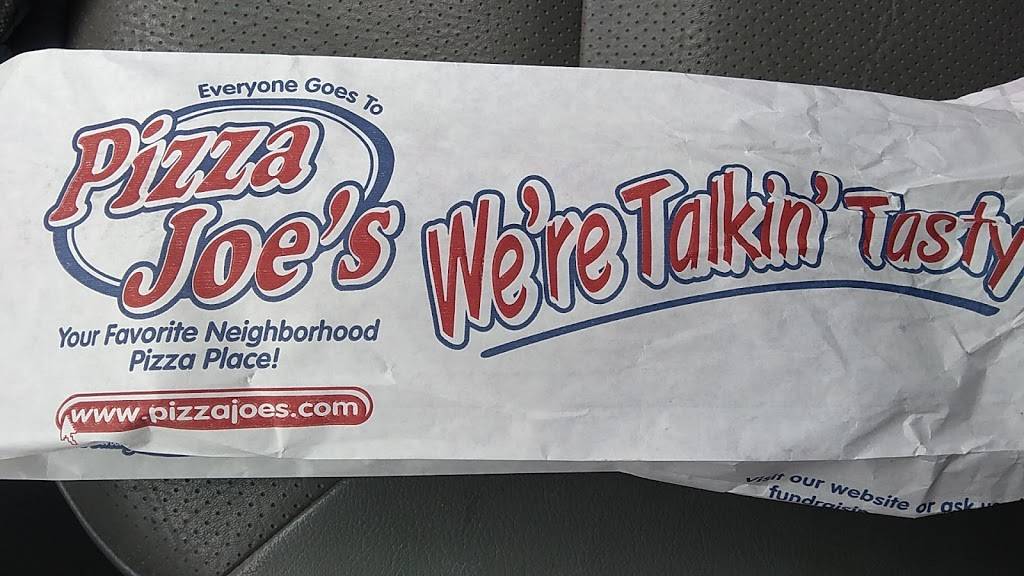 Everyone Goes To
Pizza
Joe's
Your Favorite Neighborhood
Pizza Place!
www.pizzajoes.com
We're Talkin' Tasty
visit our website or ask